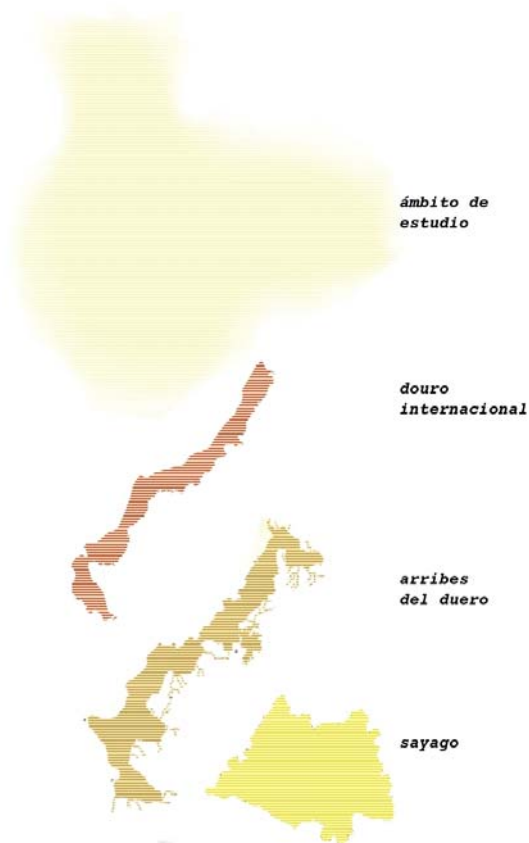 ámbito de
estudio
douro
internacional
arribes
del duero
sayago